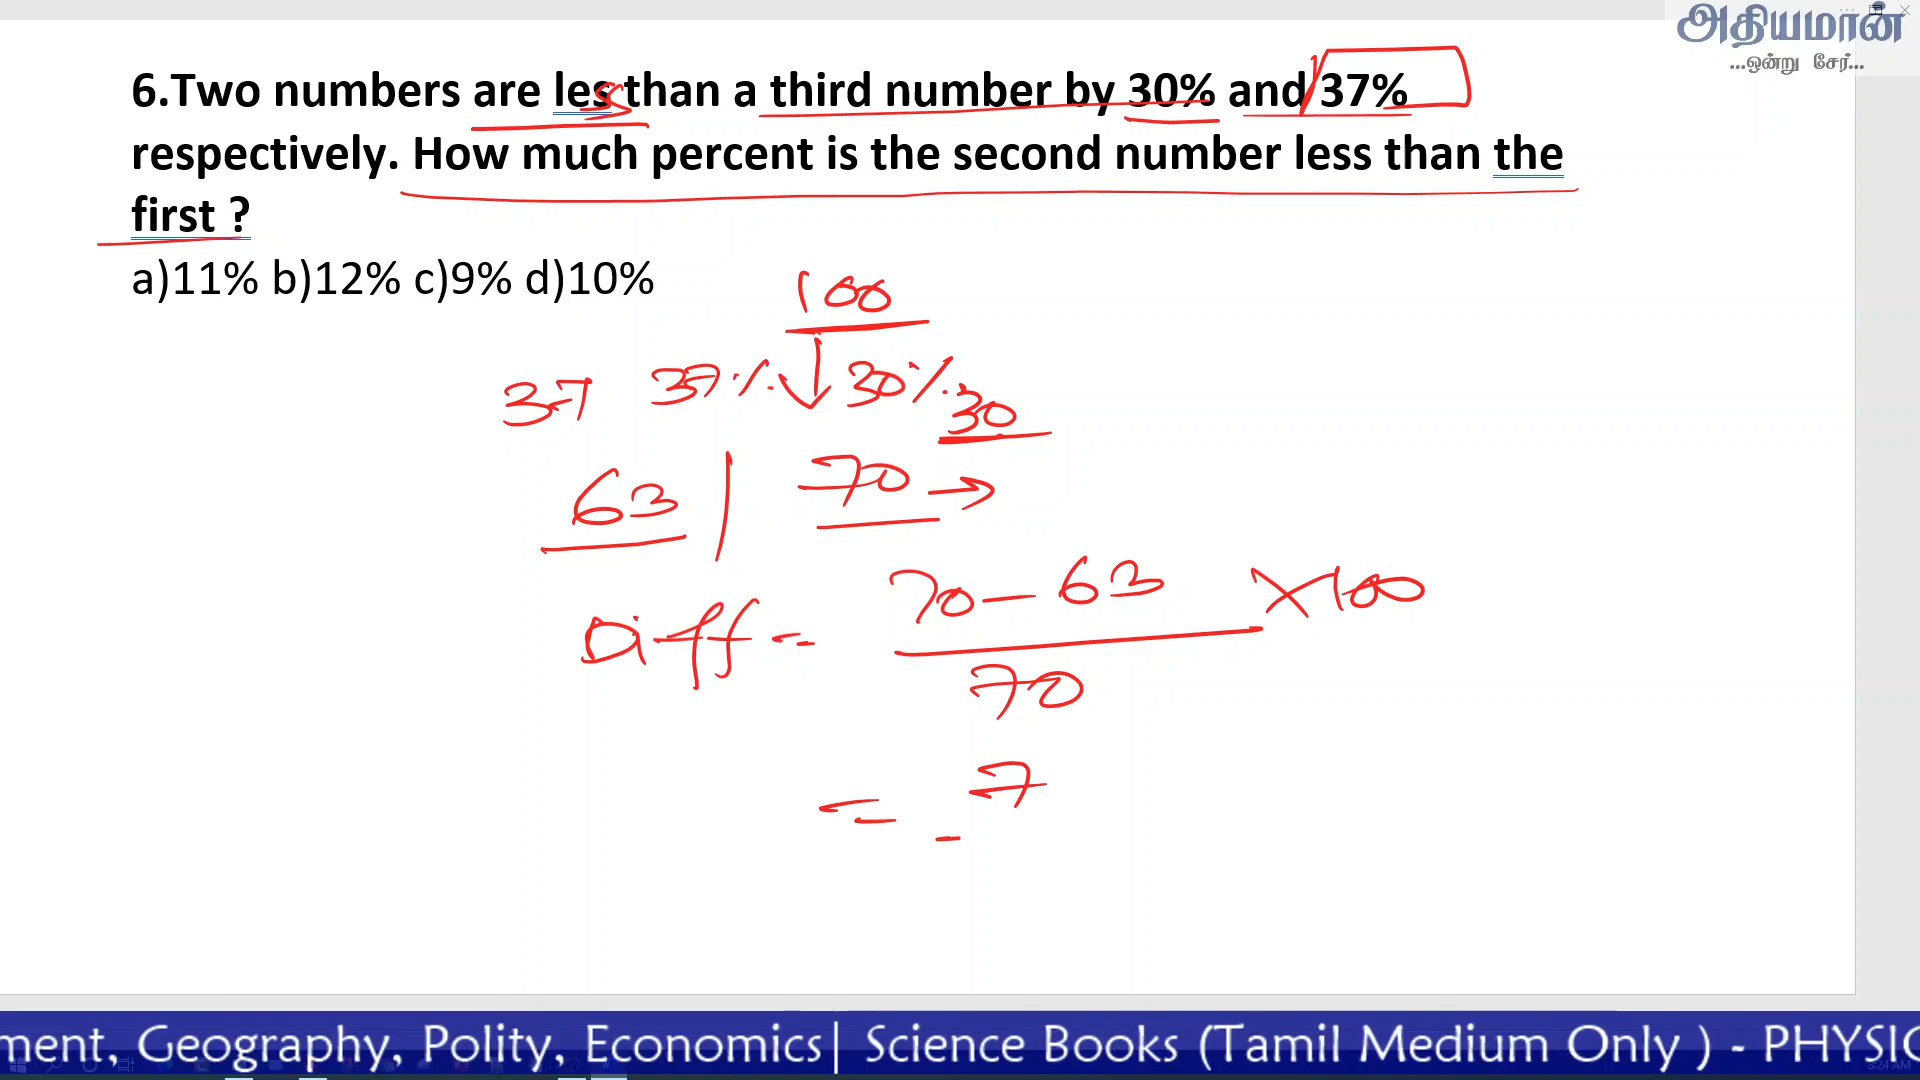 அதியமான்
...ஒன்று சேர்...
6.Two numbers are less than a third number by 30% and 37%
respectively. How much percent is the second number less than the
first ?
a)11% b)12% c)9% d)10%
100
37 37% 30% 30
63 | 70 →
Diff = 70 - 63 × 100
70
= 7
ment, Geography, Polity, Economics| Science Books (Tamil Medium Only ) - PHYSIC